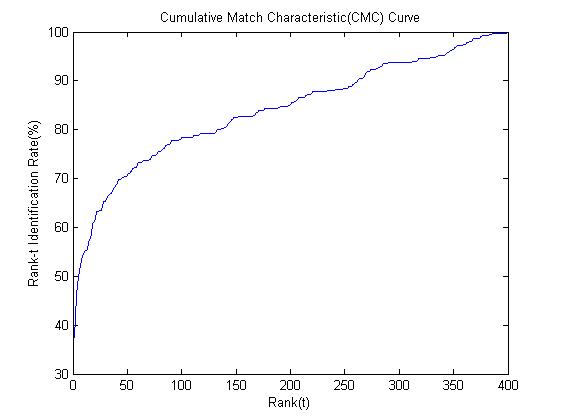 Cumulative Match Characteristic(CMC) Curve
100
90
80
70
60
50
40
30
Rank-t Identification Rate(%)
0 50 100 150 200 250 300 350 400
Rank(t)